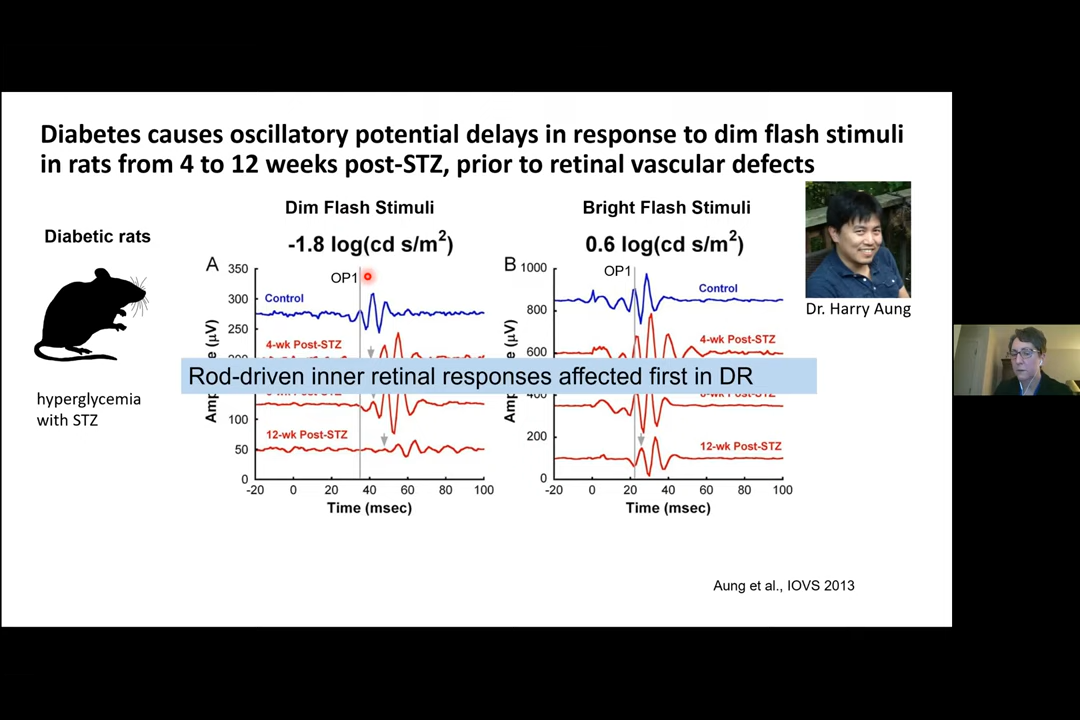 Diabetes causes oscillatory potential delays in response to dim flash stimuli
in rats from 4 to 12 weeks post-STZ, prior to retinal vascular defects
Diabetic rats
hyperglycemia
with STZ
Dim Flash Stimuli
-1.8 log(cd s/m²)
A
350
300
250
100
50
0
OP1
Control
4-wk Post-STZ
12-wk Post-STZ
-20 0 20 40 60 80 100
Time (msec)
Bright Flash Stimuli
0.6 log(cd s/m²)
B
1000
800
600
400
200
0
OP1
Control
4-wk Post-STZ
12-wk Post-STZ
-20 0 20 40 60 80 100
Time (msec)
Rod-driven inner retinal responses affected first in DR
Dr. Harry Aung
Aung et al., IOVS 2013